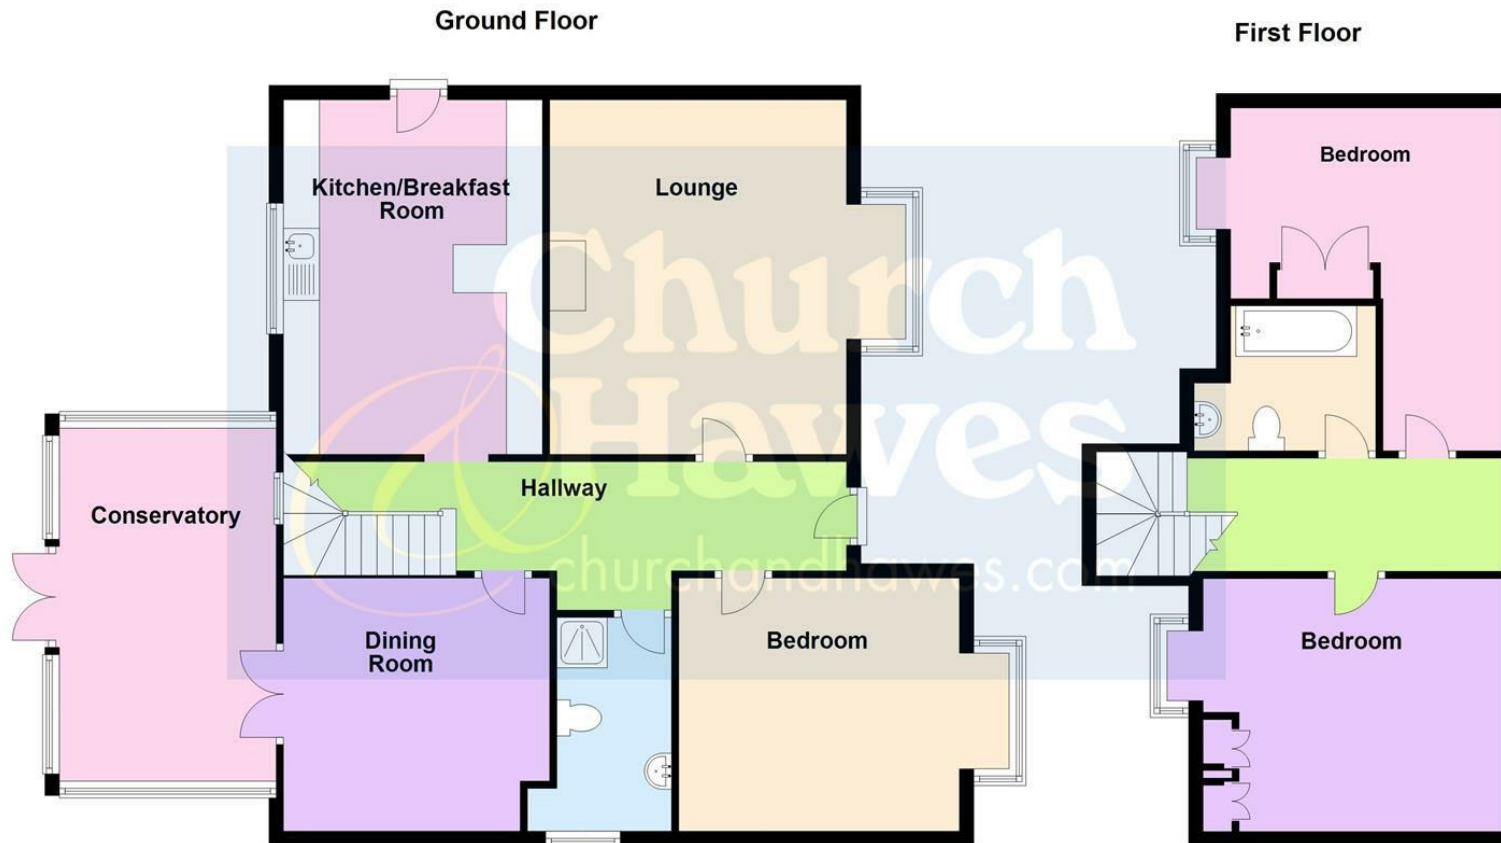 Ground Floor
First Floor
Kitchen/Breakfast
Room
Lounge
Bedroom
Church
& Hawes
churchandhawes.com
Hallway
Conservatory
Dining
Room
Bedroom
Bedroom